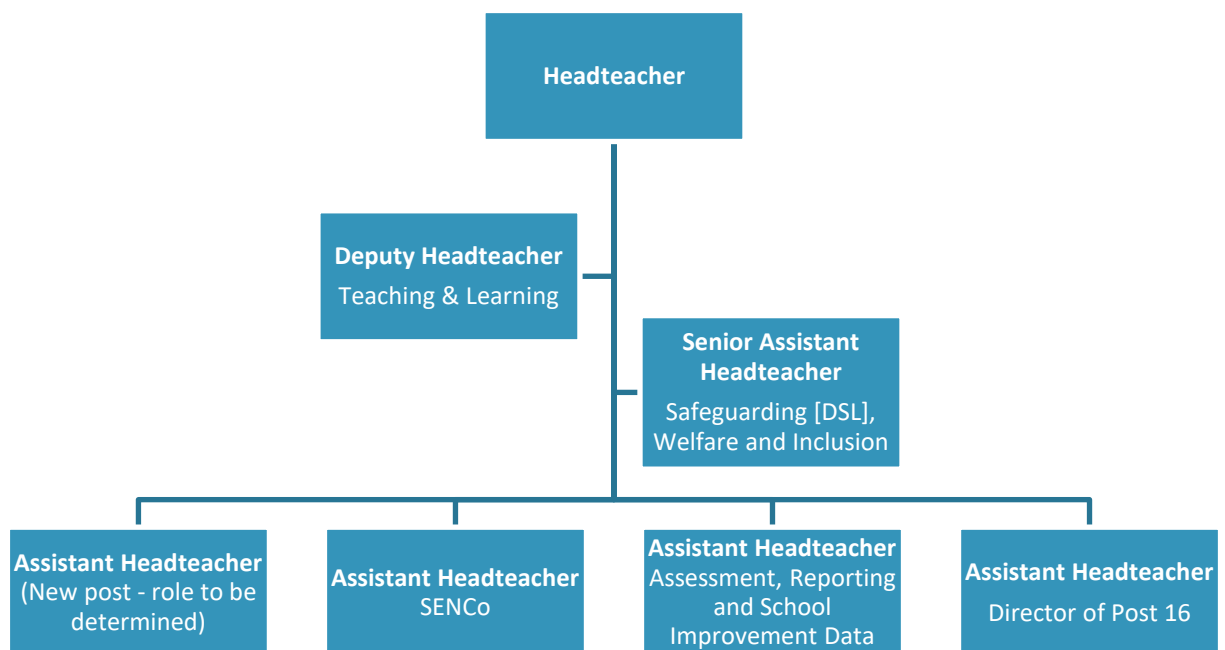 Headteacher
Deputy Headteacher
Teaching & Learning
Senior Assistant
Headteacher
Safeguarding [DSL],
Welfare and Inclusion
Assistant Headteacher
(New post - role to be
determined)
Assistant Headteacher
SENCo
Assistant Headteacher
Assessment, Reporting
and School
Improvement Data
Assistant Headteacher
Director of Post 16